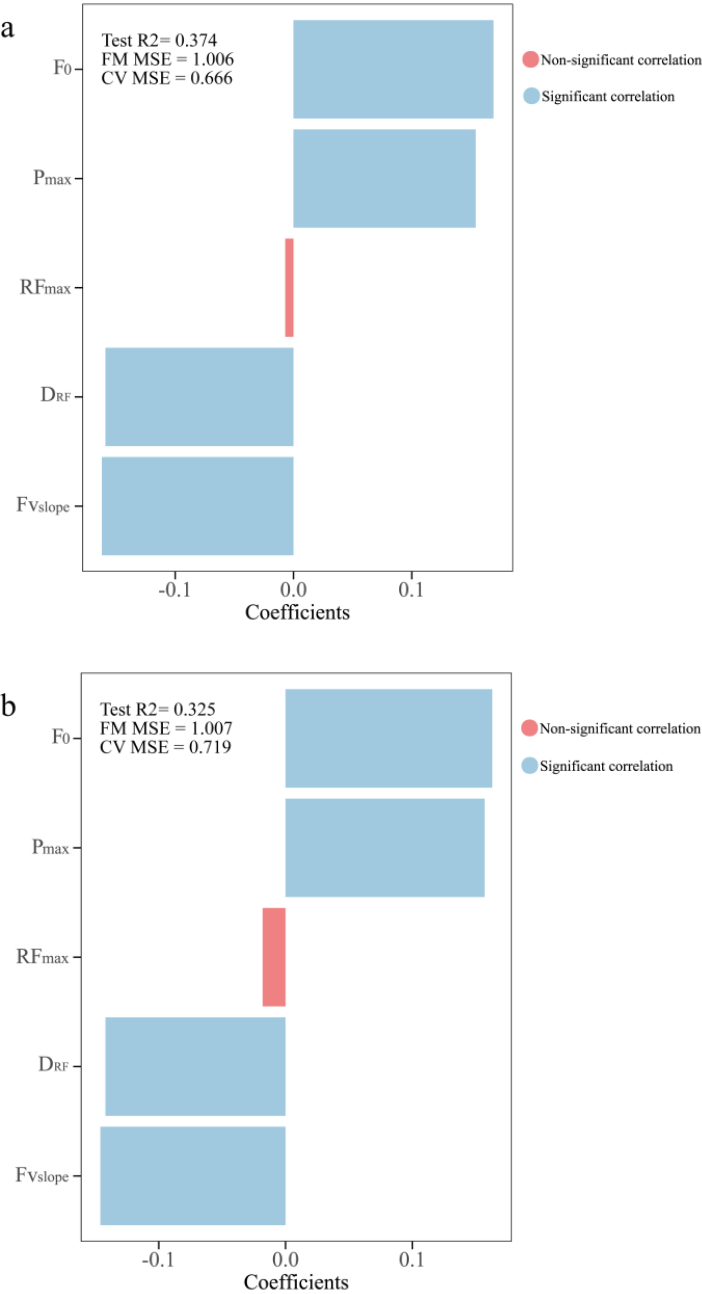 a
Test R2= 0.374
FM MSE = 1.006
CV MSE = 0.666
F0
Pmax
RFmax
DRF
Fvslope
-0.1 0.0 0.1
Coefficients
Non-significant correlation
Significant correlation
b
Test R2= 0.325
FM MSE = 1.007
CV MSE = 0.719
F0
Pmax
RFmax
DRF
Fvslope
-0.1 0.0 0.1
Coefficients
Non-significant correlation
Significant correlation